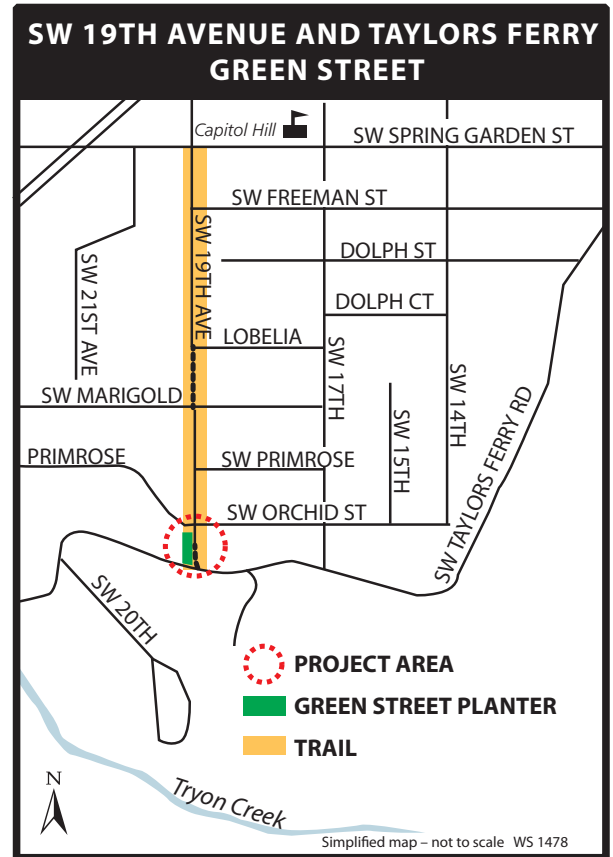 SW 19TH AVENUE AND TAYLORS FERRY
GREEN STREET
Capitol Hill
SW SPRING GARDEN ST
SW FREEMAN ST
SW 19TH AVE
DOLPH ST
SW 21ST AVE
DOLPH CT
LOBELIA
SW 17TH
SW 14TH
SW MARIGOLD
SW 15TH
SW TAYLORS FERRY RD
PRIMROSE
SW PRIMROSE
SW ORCHID ST
SW 20TH
PROJECT AREA
GREEN STREET PLANTER
TRAIL
N
Tryon Creek
Simplified map – not to scale WS 1478